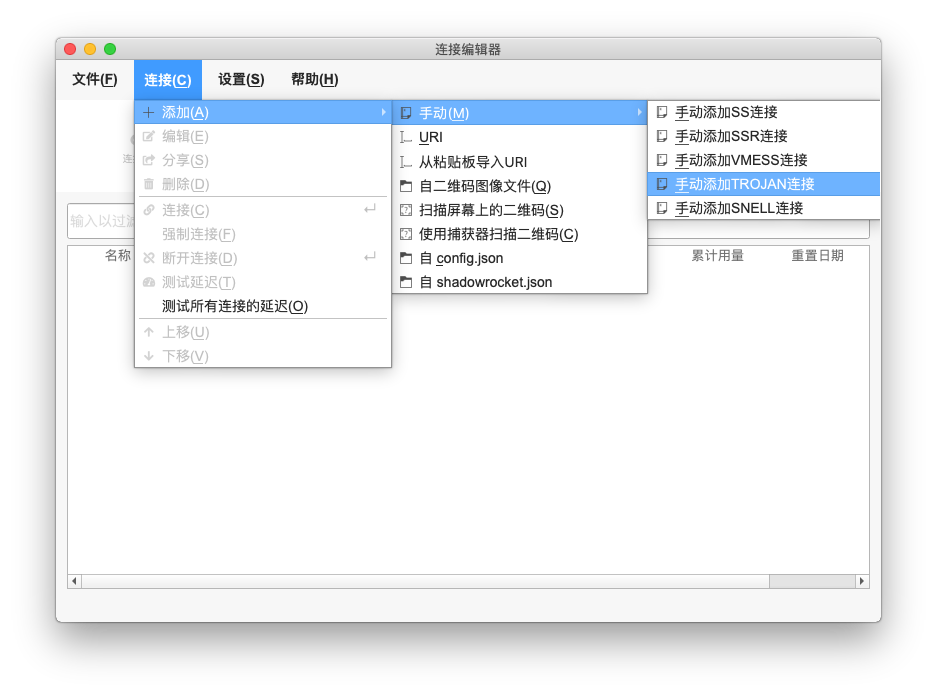 连接编辑器
文件(F) 连接(C) 设置(S) 帮助(H)
添加(A)
编辑(E)
分享(S)
删除(D)
连接(C)
强制连接(F)
断开连接(D)
测试延迟(T)
测试所有连接的延迟(O)
上移(U)
下移(V)
手动(M)
URI
从粘贴板导入URI
自二维码图像文件(Q)
扫描屏幕上的二维码(S)
使用捕获器扫描二维码(C)
自 config.json
自 shadowrocket.json
手动添加SS连接
手动添加SSR连接
手动添加VMESS连接
手动添加TROJAN连接
手动添加SNELL连接
连
输入以过滤
名称 累计用量 重置日期